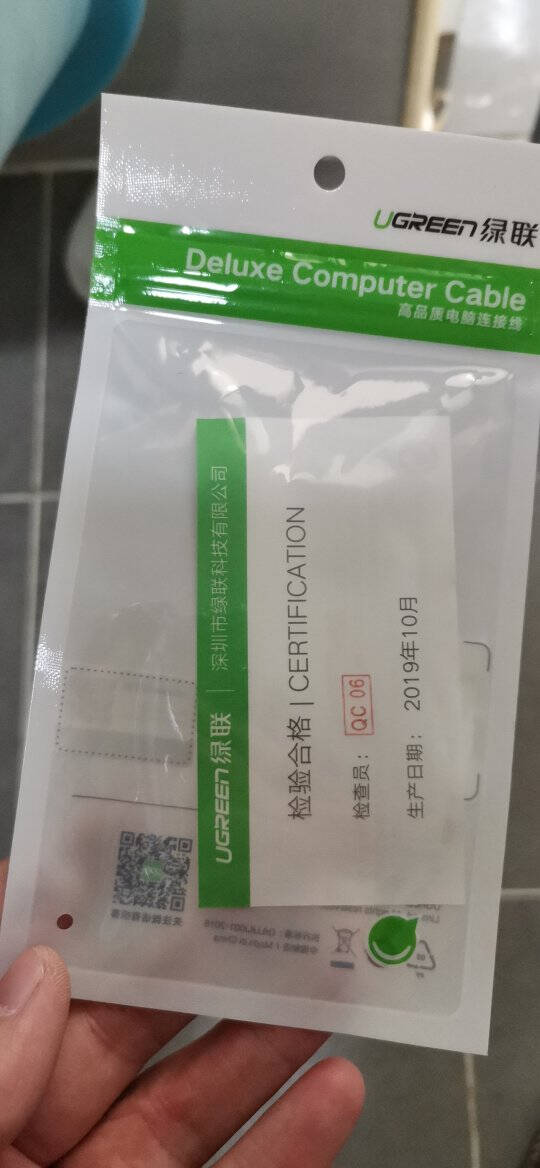 UGREEN绿联
Deluxe Computer Cable
高品质电脑连接线
UGREEN绿联 | 深圳市绿联科技有限公司
检验合格 | CERTIFICATION
检查员： QC 06
生产日期： 2019年10月